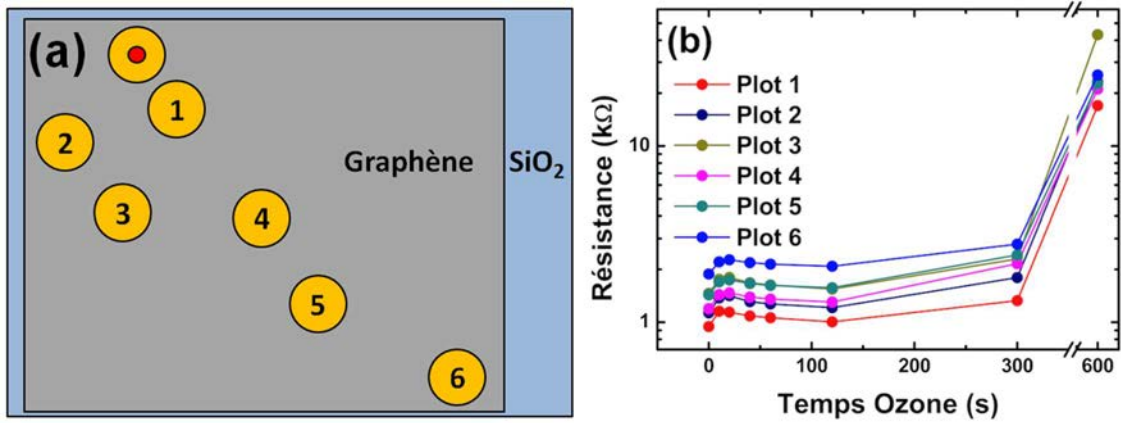 (a)
1
2
3
4
5
6
Graphène
SiO2
(b)
Plot 1
Plot 2
Plot 3
Plot 4
Plot 5
Plot 6
Résistance (kΩ)
10
1
0
100
200
300
600
Temps Ozone (s)